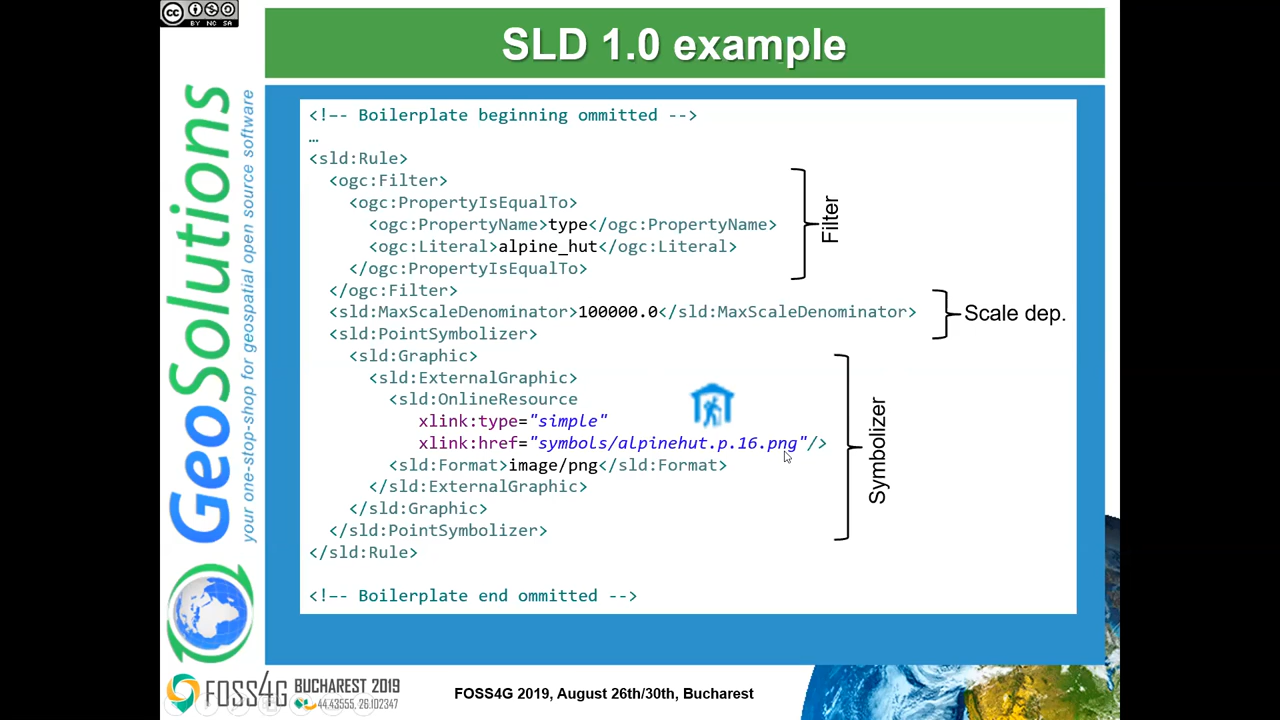 CC BY NC SA
SLD 1.0 example
GeoSolutions
your one-stop-shop for geospatial open source software
<!-- Boilerplate beginning ommitted -->
…
<sld:Rule>
<ogc:Filter>
<ogc:PropertyIsEqualTo>
<ogc:PropertyName>type</ogc:PropertyName>
<ogc:Literal>alpine_hut</ogc:Literal>
</ogc:PropertyIsEqualTo>
</ogc:Filter>
<sld:MaxScaleDenominator>100000.0</sld:MaxScaleDenominator>
<sld:PointSymbolizer>
<sld:Graphic>
<sld:ExternalGraphic>
<sld:OnlineResource
xlink:type="simple"
xlink:href="symbols/alpinehut.p.16.png"/>
<sld:Format>image/png</sld:Format>
</sld:ExternalGraphic>
</sld:Graphic>
</sld:PointSymbolizer>
</sld:Rule>
<!-- Boilerplate end ommitted -->
Filter
Scale dep.
Symbolizer
FOSS4G BUCHAREST 2019
44.43555, 26.102347
FOSS4G 2019, August 26th/30th, Bucharest